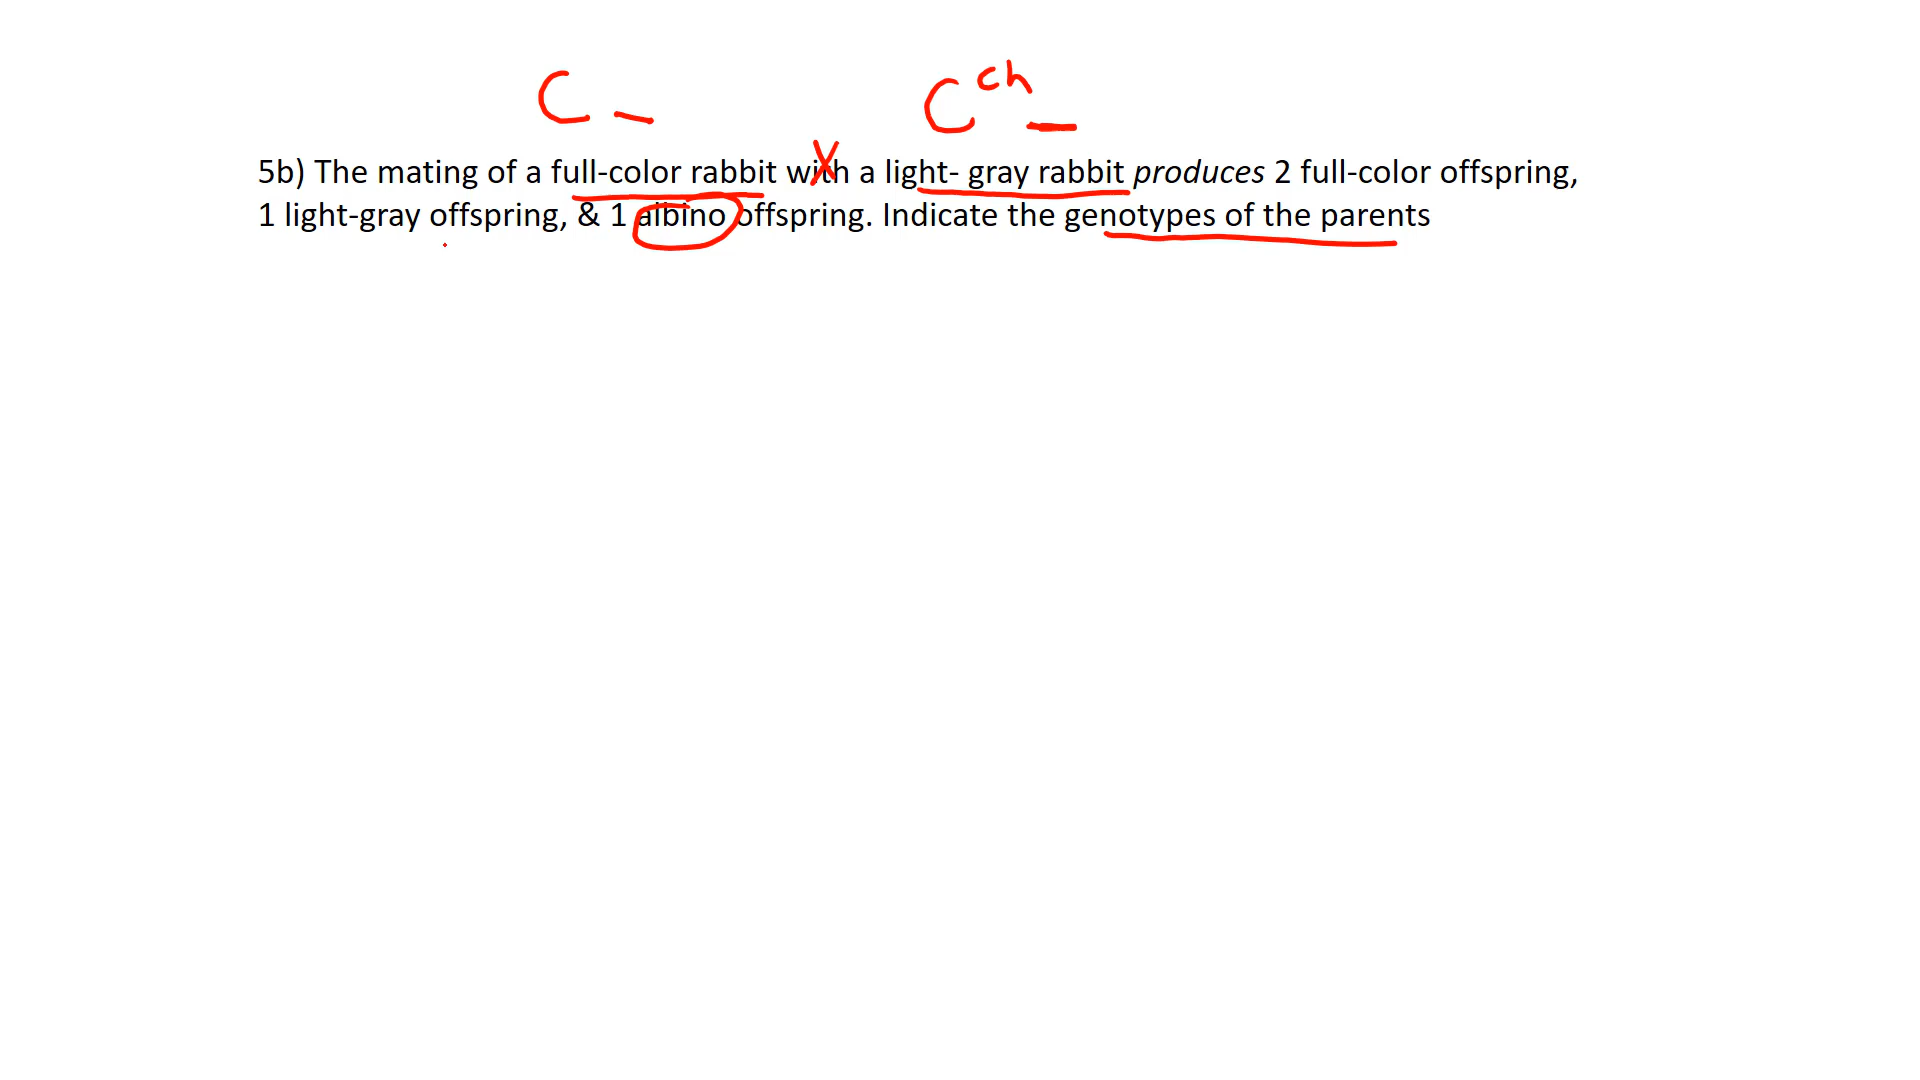 C _ C^ch _
X
5b) The mating of a full-color rabbit with a light- gray rabbit produces 2 full-color offspring,
1 light-gray offspring, & 1 albino offspring. Indicate the genotypes of the parents